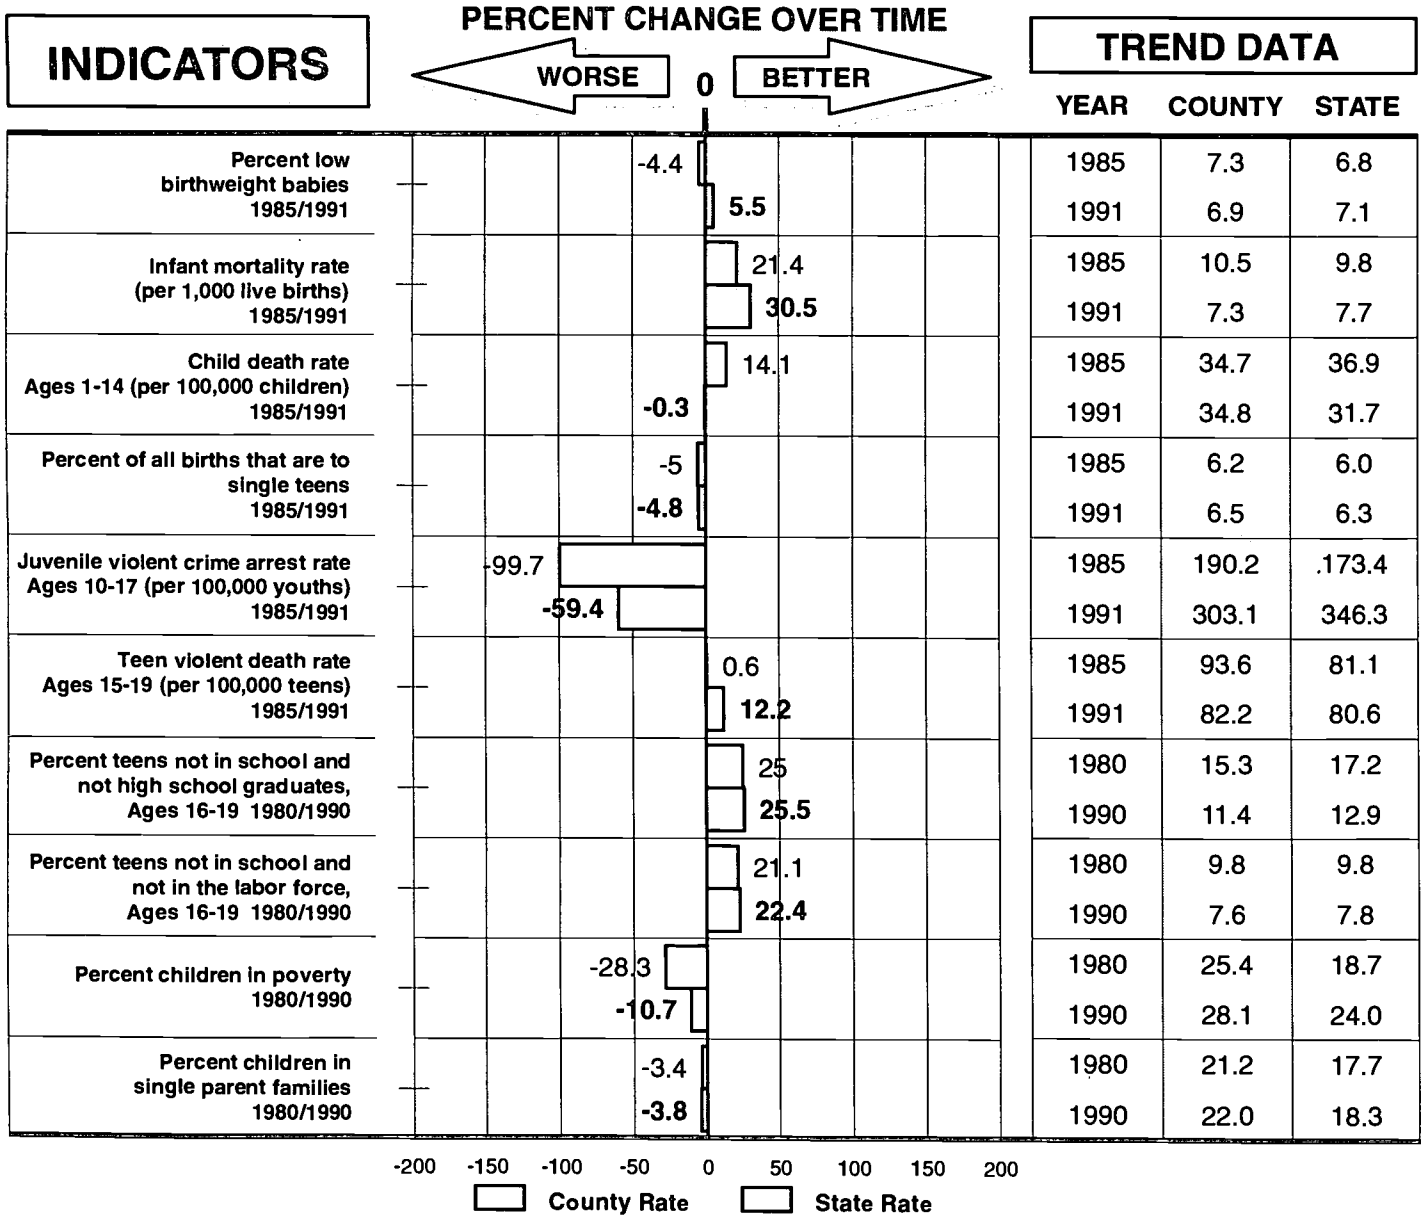 PERCENT CHANGE OVER TIME
INDICATORS
WORSE
0
BETTER
TREND DATA
YEAR COUNTY STATE
Percent low
birthweight babies
1985/1991
-4.4
5.5
1985 7.3 6.8
1991 6.9 7.1
Infant mortality rate
(per 1,000 live births)
1985/1991
21.4
30.5
1985 10.5 9.8
1991 7.3 7.7
Child death rate
Ages 1-14 (per 100,000 children)
1985/1991
14.1
-0.3
1985 34.7 36.9
1991 34.8 31.7
Percent of all births that are to
single teens
1985/1991
-5
-4.8
1985 6.2 6.0
1991 6.5 6.3
Juvenile violent crime arrest rate
Ages 10-17 (per 100,000 youths)
1985/1991
-99.7
-59.4
1985 190.2 .173.4
1991 303.1 346.3
Teen violent death rate
Ages 15-19 (per 100,000 teens)
1985/1991
0.6
12.2
1985 93.6 81.1
1991 82.2 80.6
Percent teens not in school and
not high school graduates,
Ages 16-19 1980/1990
25
25.5
1980 15.3 17.2
1990 11.4 12.9
Percent teens not in school and
not in the labor force,
Ages 16-19 1980/1990
21.1
22.4
1980 9.8 9.8
1990 7.6 7.8
Percent children in poverty
1980/1990
-28.3
-10.7
1980 25.4 18.7
1990 28.1 24.0
Percent children in
single parent families
1980/1990
-3.4
-3.8
1980 21.2 17.7
1990 22.0 18.3
-200 -150 -100 -50 0 50 100 150 200
County Rate State Rate